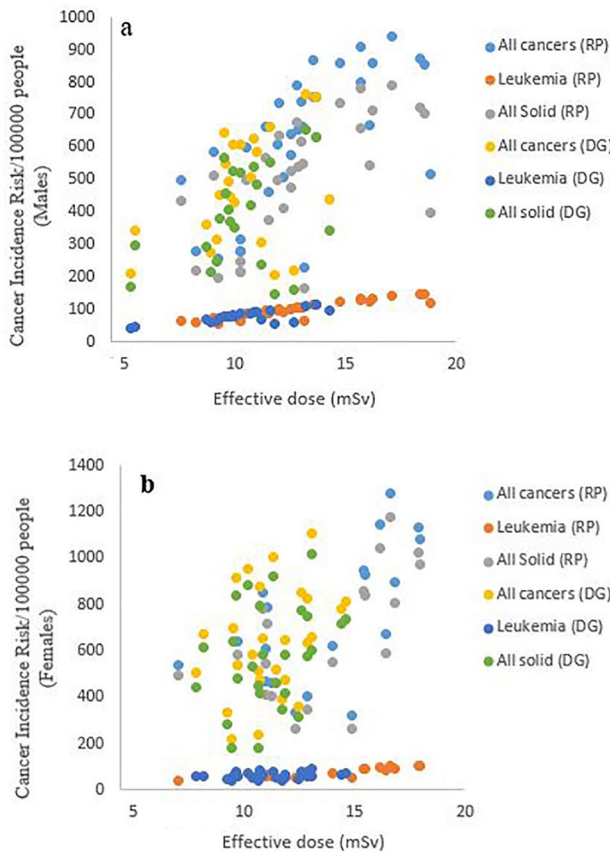 a
Cancer Incidence Risk/100000 people
(Males)
1000
900
800
700
600
500
400
300
200
100
0
5
10
15
20
Effective dose (mSv)
All cancers (RP)
Leukemia (RP)
All Solid (RP)
All cancers (DG)
Leukemia (DG)
All solid (DG)
b
Cancer Incidence Risk/100000 people
(Females)
1400
1200
1000
800
600
400
200
0
5
10
15
20
Effective dose (mSv)
All cancers (RP)
Leukemia (RP)
All Solid (RP)
All cancers (DG)
Leukemia (DG)
All solid (DG)